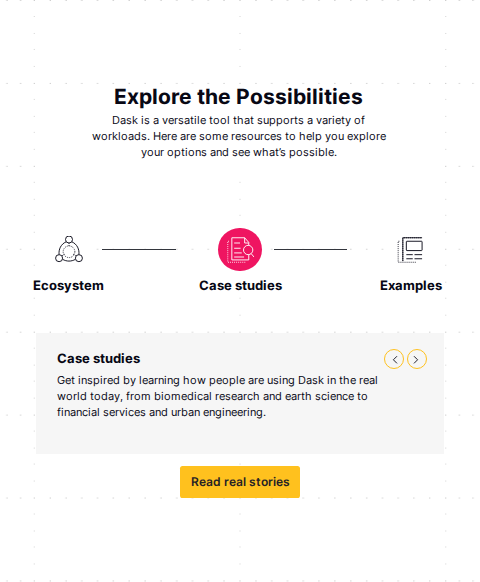 Explore the Possibilities
Dask is a versatile tool that supports a variety of
workloads. Here are some resources to help you explore
your options and see what’s possible.
Ecosystem
Case studies
Examples
Case studies
Get inspired by learning how people are using Dask in the real
world today, from biomedical research and earth science to
financial services and urban engineering.
Read real stories